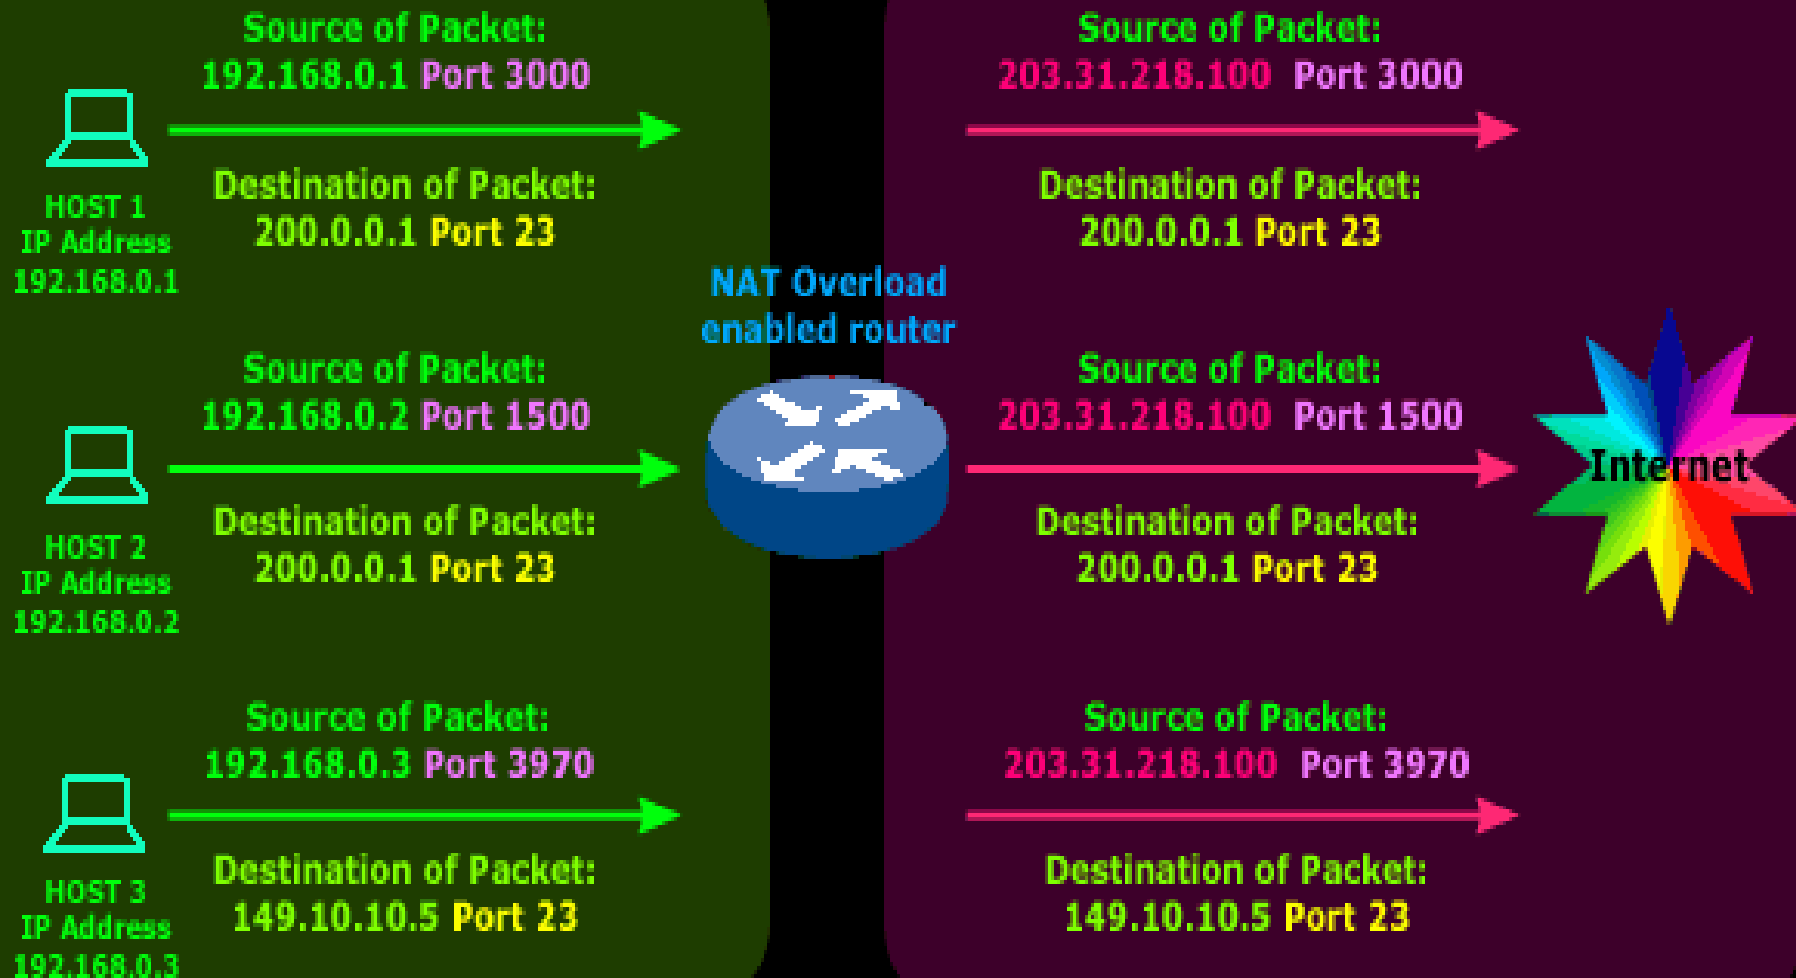 Source of Packet:
192.168.0.1 Port 3000
Destination of Packet:
200.0.0.1 Port 23
HOST 1
IP Address
192.168.0.1
Source of Packet:
203.31.218.100 Port 3000
Destination of Packet:
200.0.0.1 Port 23
NAT Overload
enabled router
Source of Packet:
192.168.0.2 Port 1500
Destination of Packet:
200.0.0.1 Port 23
HOST 2
IP Address
192.168.0.2
Source of Packet:
203.31.218.100 Port 1500
Destination of Packet:
200.0.0.1 Port 23
Internet
Source of Packet:
192.168.0.3 Port 3970
Destination of Packet:
149.10.10.5 Port 23
HOST 3
IP Address
192.168.0.3
Source of Packet:
203.31.218.100 Port 3970
Destination of Packet:
149.10.10.5 Port 23